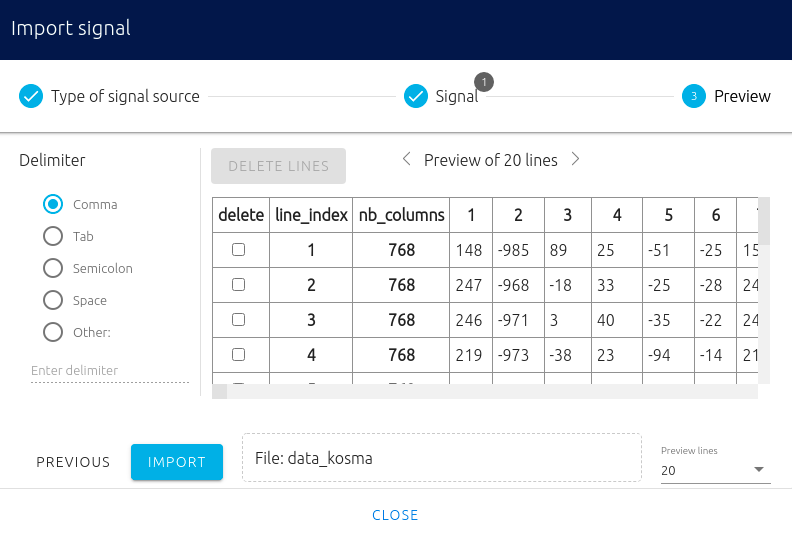 Import signal
Type of signal source
Signal
1
3
Preview
Delimiter
Comma
Tab
Semicolon
Space
Other:
Enter delimiter
DELETE LINES
Preview of 20 lines
delete line_index nb_columns 1 2 3 4 5 6
1 768 148 -985 89 25 -51 -25 15
2 768 247 -968 -18 33 -25 -28 24
3 768 246 -971 3 40 -35 -22 24
4 768 219 -973 -38 23 -94 -14 21
PREVIOUS
IMPORT
File: data_kosma
Preview lines
20
CLOSE